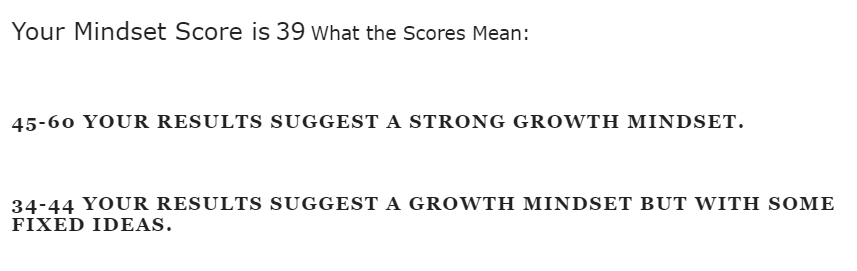 Your Mindset Score is 39 What the Scores Mean:
45-60 YOUR RESULTS SUGGEST A STRONG GROWTH MINDSET.
34-44 YOUR RESULTS SUGGEST A GROWTH MINDSET BUT WITH SOME
FIXED IDEAS.